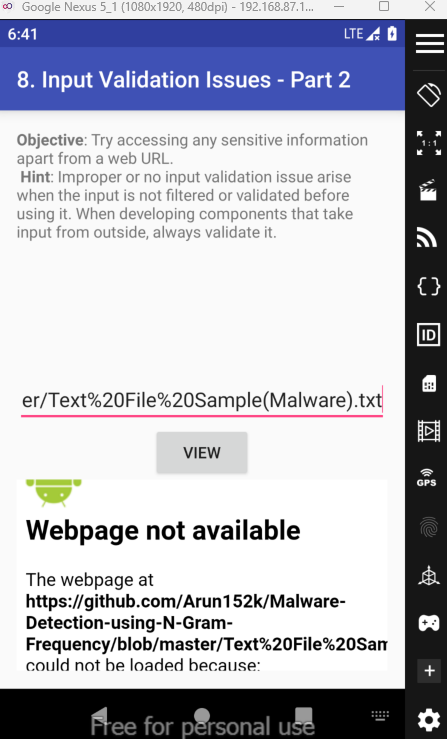 Google Nexus 5_1 (1080x1920, 480dpi) - 192.168.87.1...
6:41 LTE
8. Input Validation Issues - Part 2
Objective: Try accessing any sensitive information
apart from a web URL.
Hint: Improper or no input validation issue arise
when the input is not filtered or validated before
using it. When developing components that take
input from outside, always validate it.
er/Text%20File%20Sample(Malware).txt
VIEW
Webpage not available
The webpage at
https://github.com/Arun152k/Malware-
Detection-using-N-Gram-
Frequency/blob/master/Text%20File%20Sam
could not be loaded because:
Free for personal use
1:1
ID
GPS